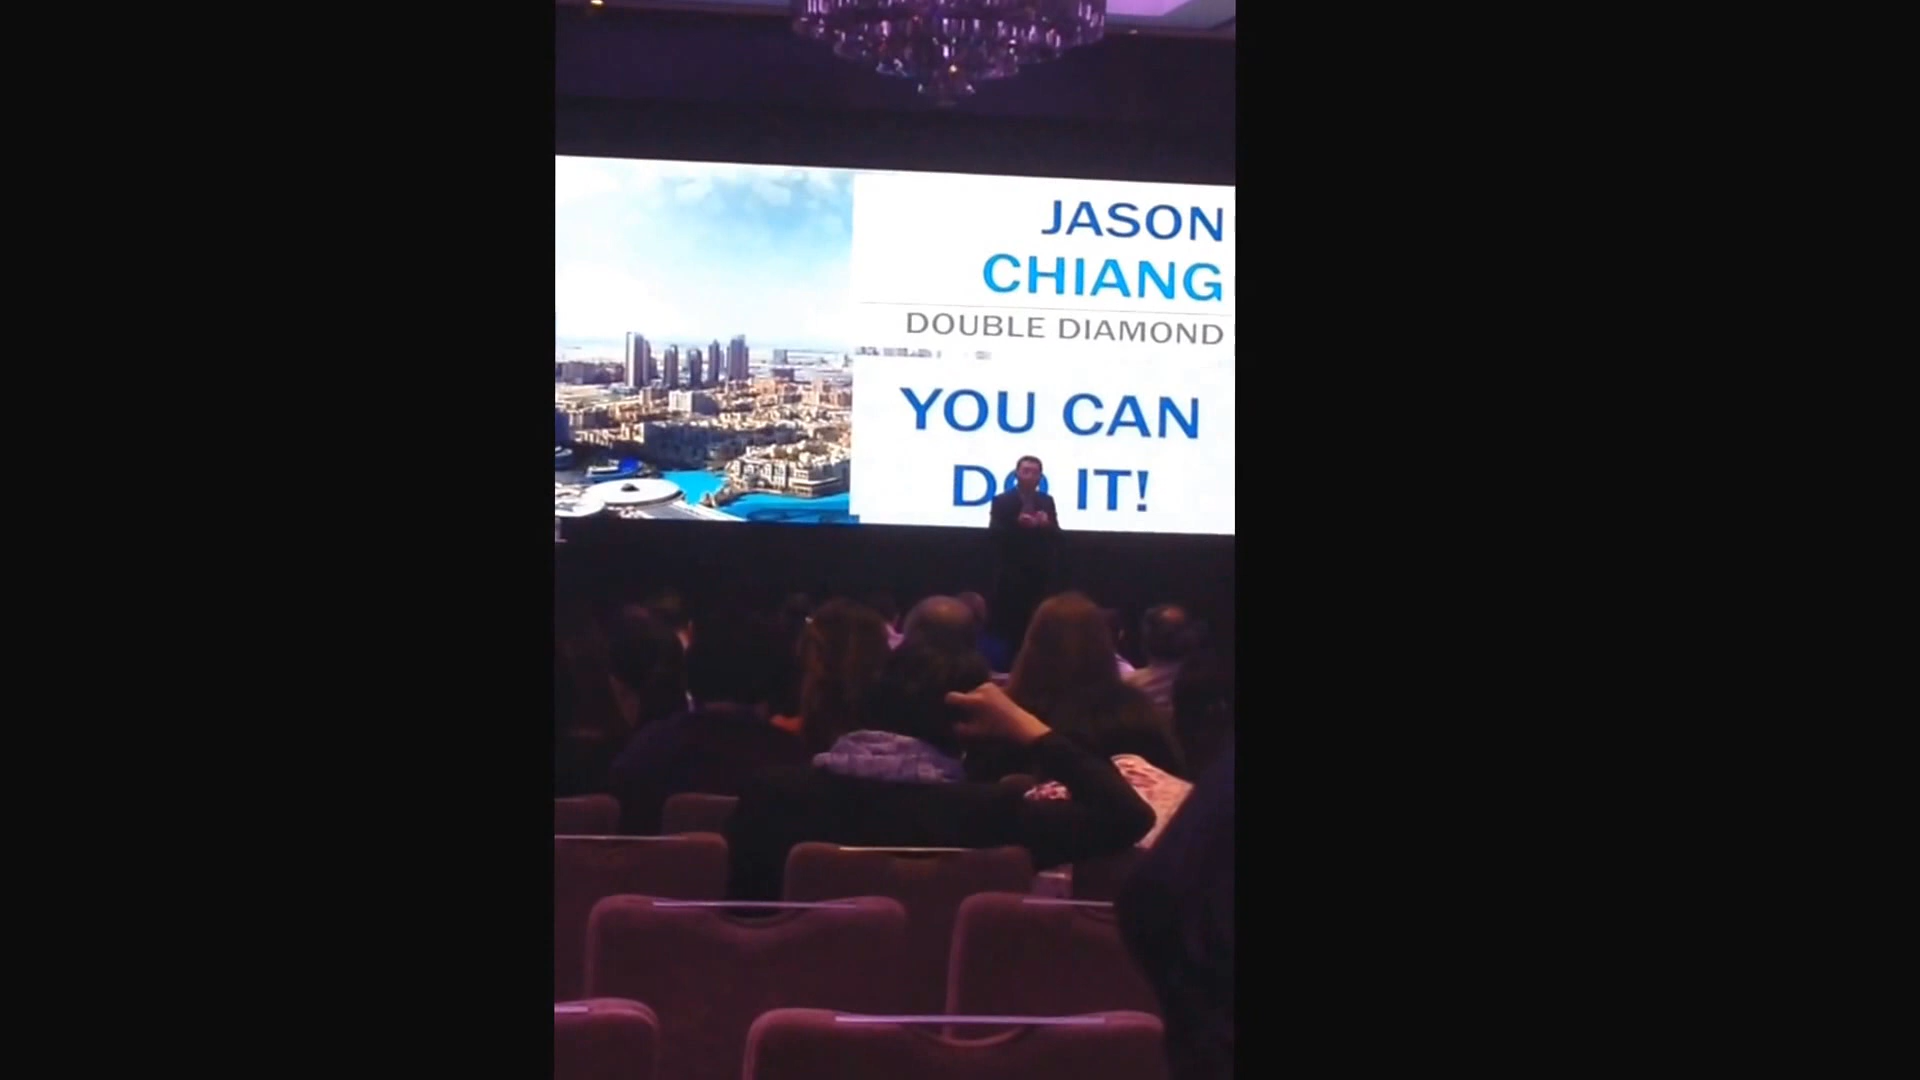 JASON
CHIANG
DOUBLE DIAMOND
YOU CAN
DO IT!